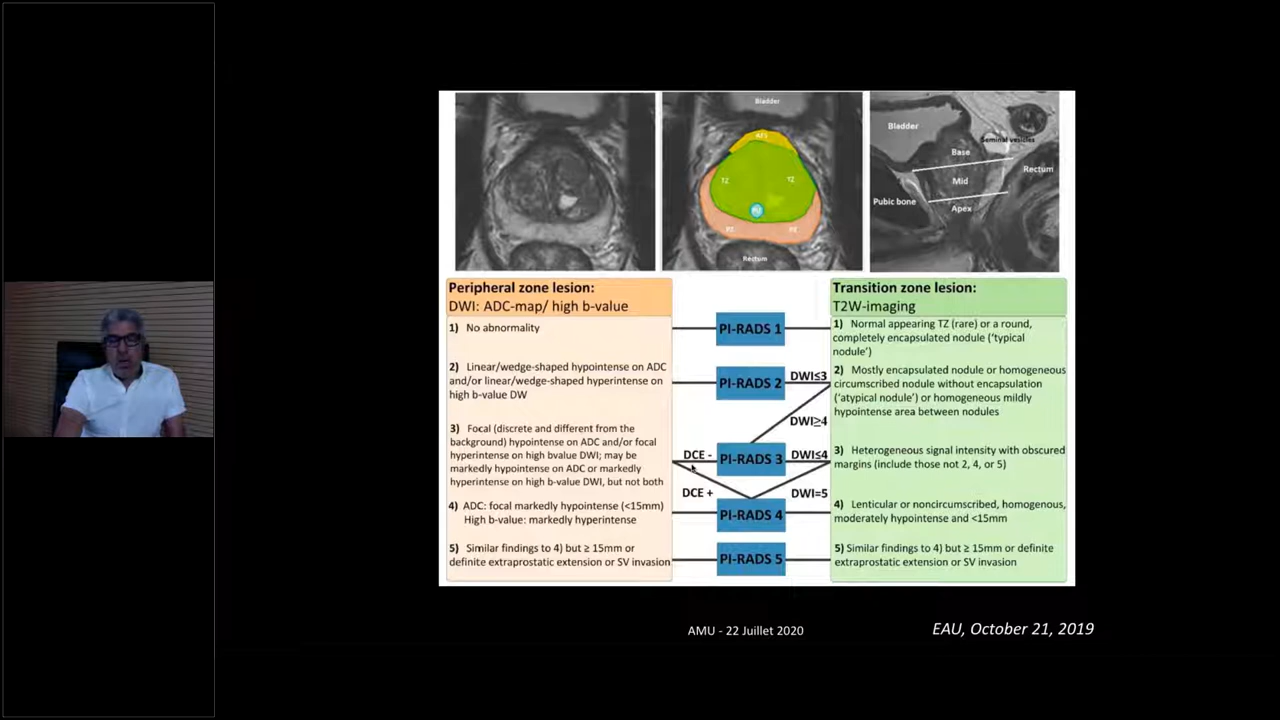 Bladder
AFS
TZ
TZ
PZ
PZ
Rectum
Bladder
Seminal vesicles
Base
Rectum
Mid
Pubic bone
Apex
Peripheral zone lesion:
DWI: ADC-map/ high b-value
1) No abnormality
2) Linear/wedge-shaped hypointense on ADC
and/or linear/wedge-shaped hyperintense on
high b-value DW
3) Focal (discrete and different from the
background) hypointense on ADC and/or focal
hyperintense on high bvalue DWI; may be
markedly hypointense on ADC or markedly
hyperintense on high b-value DWI, but not both
4) ADC: focal markedly hypointense (<15mm)
High b-value: markedly hyperintense
5) Similar findings to 4) but ≥ 15mm or
definite extraprostatic extension or SV invasion
PI-RADS 1
PI-RADS 2
DWI≤3
DWI≥4
DCE -
PI-RADS 3
DWI≤4
DCE +
DWI=5
PI-RADS 4
PI-RADS 5
Transition zone lesion:
T2W-imaging
1) Normal appearing TZ (rare) or a round,
completely encapsulated nodule (‘typical
nodule’)
2) Mostly encapsulated nodule or homogeneous
circumscribed nodule without encapsulation
(‘atypical nodule’) or homogeneous mildly
hypointense area between nodules
3) Heterogeneous signal intensity with obscured
margins (include those not 2, 4, or 5)
4) Lenticular or noncircumscribed, homogenous,
moderately hypointense and <15mm
5) Similar findings to 4) but ≥ 15mm or definite
extraprostatic extension or SV invasion
AMU - 22 Juillet 2020
EAU, October 21, 2019